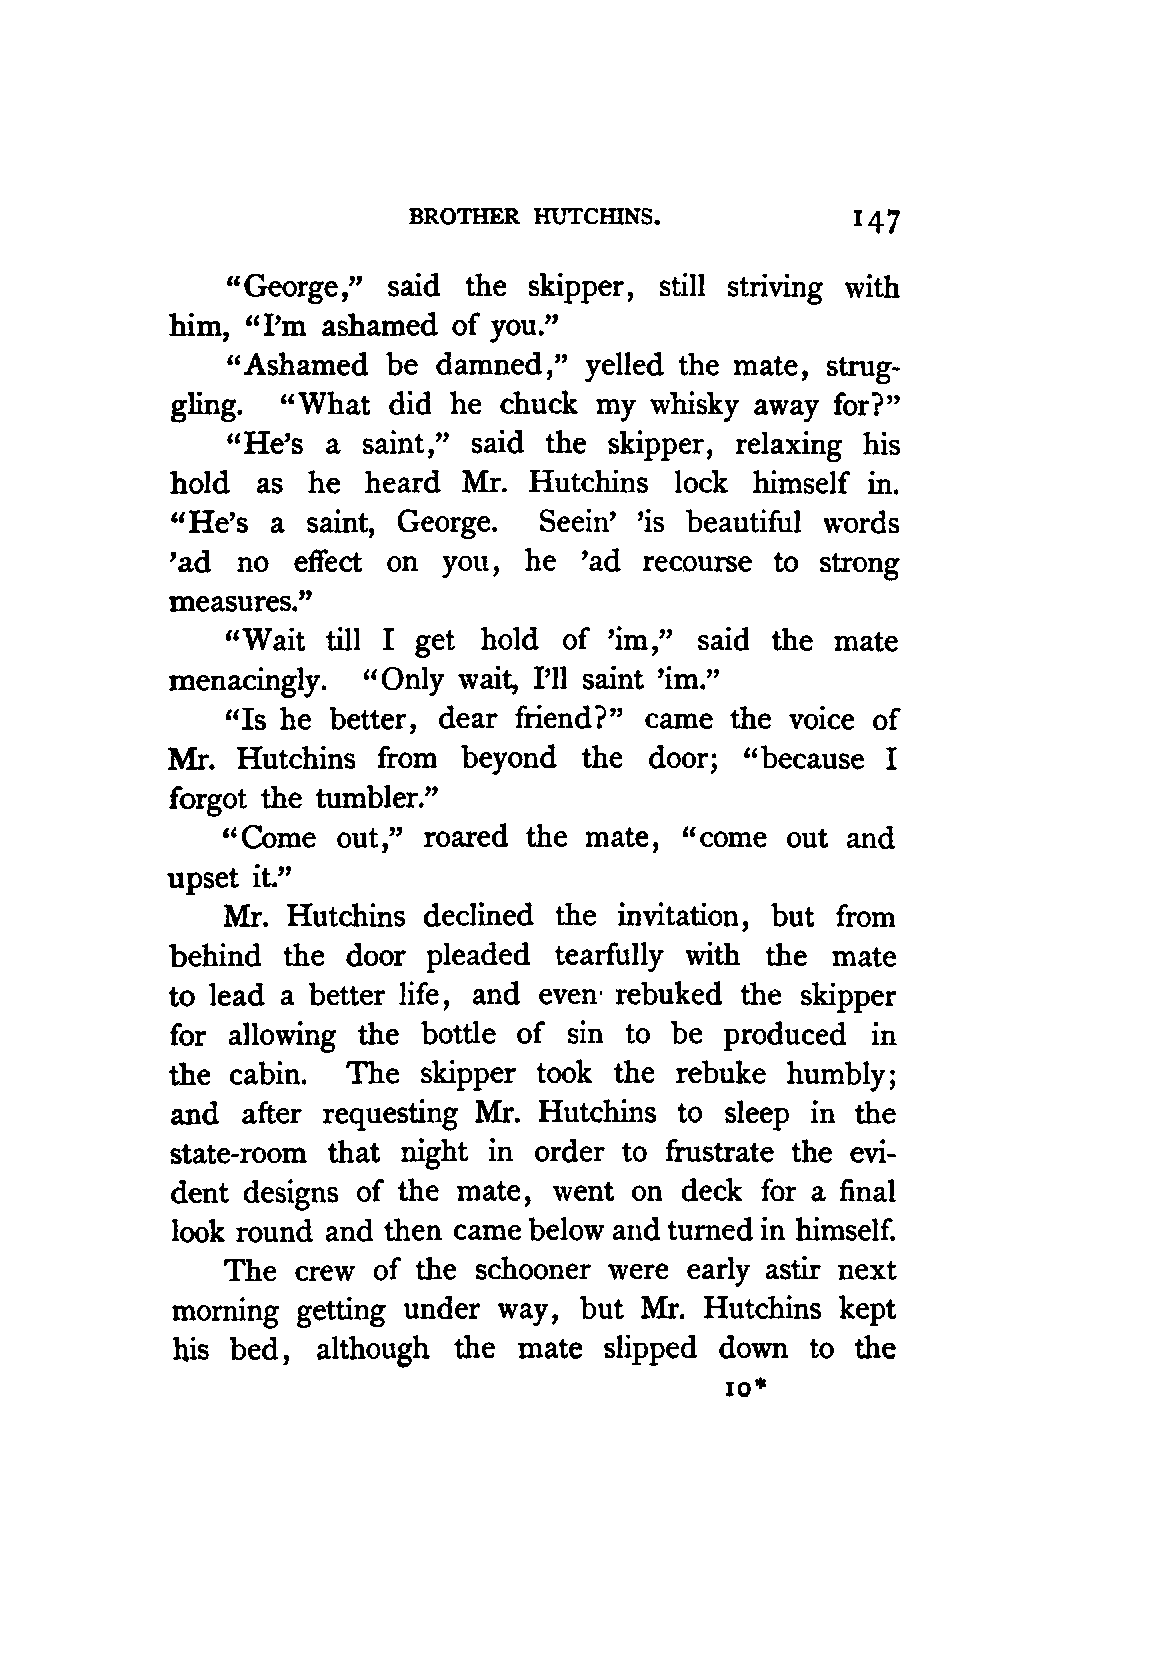 BROTHER HUTCHINS. 147
“George,” said the skipper, still striving with
him, “I’m ashamed of you.”
“Ashamed be damned,” yelled the mate, strug-
gling. “What did he chuck my whisky away for?”
“He’s a saint,” said the skipper, relaxing his
hold as he heard Mr. Hutchins lock himself in.
“He’s a saint, George. Seein’ ’is beautiful words
’ad no effect on you, he ’ad recourse to strong
measures.”
“Wait till I get hold of ’im,” said the mate
menacingly. “Only wait, I’ll saint ’im.”
“Is he better, dear friend?” came the voice of
Mr. Hutchins from beyond the door; “because I
forgot the tumbler.”
“Come out,” roared the mate, “come out and
upset it.”
Mr. Hutchins declined the invitation, but from
behind the door pleaded tearfully with the mate
to lead a better life, and even rebuked the skipper
for allowing the bottle of sin to be produced in
the cabin. The skipper took the rebuke humbly;
and after requesting Mr. Hutchins to sleep in the
state-room that night in order to frustrate the evi-
dent designs of the mate, went on deck for a final
look round and then came below and turned in himself.
The crew of the schooner were early astir next
morning getting under way, but Mr. Hutchins kept
his bed, although the mate slipped down to the
10*